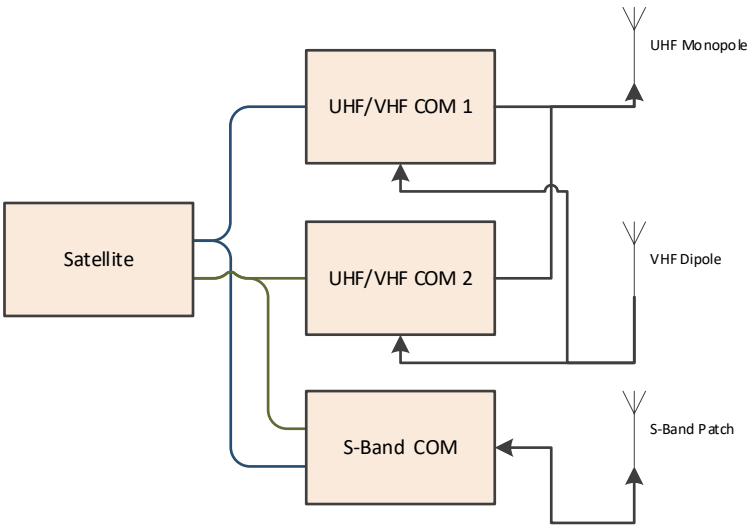 UHF Monopole
UHF/VHF COM 1
Satellite
VHF Dipole
UHF/VHF COM 2
S-Band Patch
S-Band COM